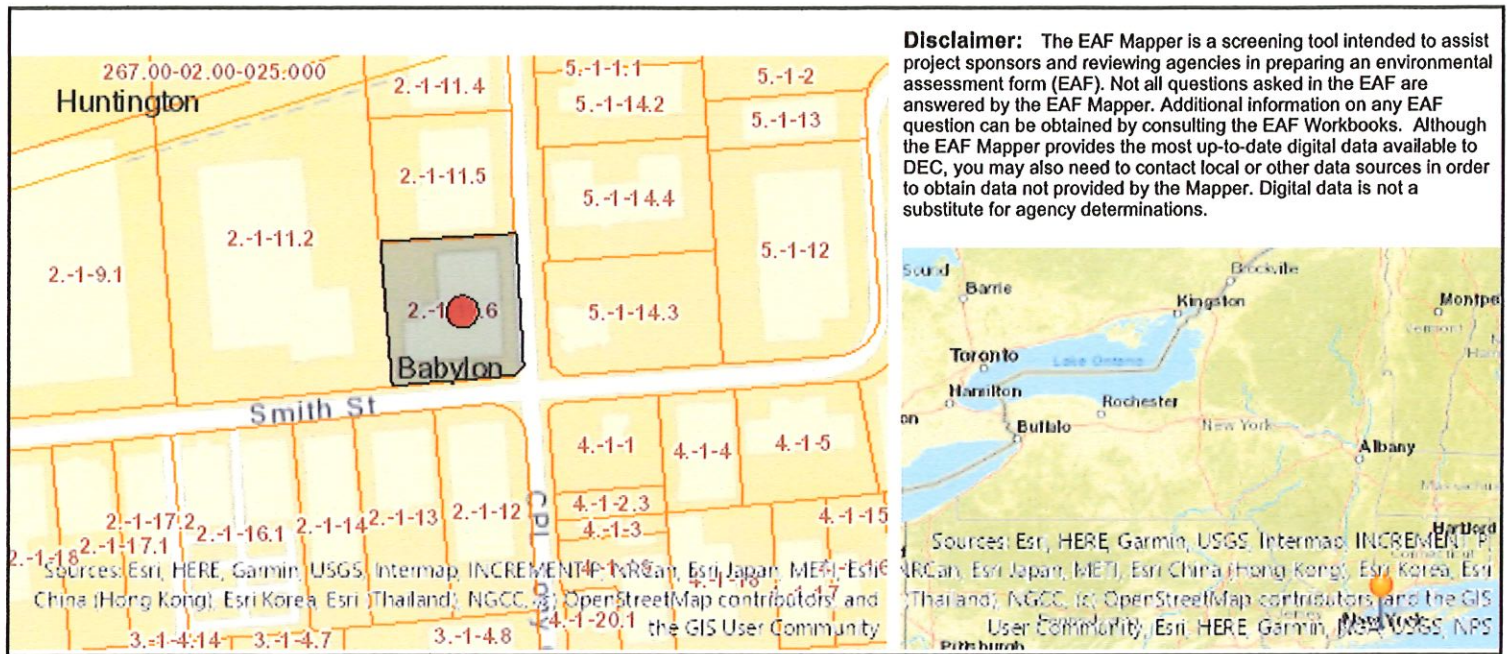 Disclaimer: The EAF Mapper is a screening tool intended to assist
project sponsors and reviewing agencies in preparing an environmental
assessment form (EAF). Not all questions asked in the EAF are
answered by the EAF Mapper. Additional information on any EAF
question can be obtained by consulting the EAF Workbooks.  Although
the EAF Mapper provides the most up-to-date digital data available to
DEC, you may also need to contact local or other data sources in order
to obtain data not provided by the Mapper. Digital data is not a
substitute for agency determinations.
267.00-02.00-025.000
Huntington
2.-1-11.4
5.-1-1.1
5.-1-2
5.-1-14.2
5.-1-13
2.-1-11.5
5.-1-14.4
2.-1-11.2
5.-1-12
2.-1-9.1
5.-1-14.3
Babylon
Smith St
4.-1-1
4.-1-4
4.-1-5
2.-1-17.2
2.-1-16.1
2.-1-14
2.-1-13
2.-1-12
4.-1-2.3
4.-1-3
4.-1-15
2.-1-18
2.-1-17.1
Sources: Esri, HERE, Garmin, USGS, Intermap, INCREMENT P, NRCan, Esri Japan, METI, Esri
China (Hong Kong), Esri Korea, Esri (Thailand), NGCC, (c) OpenStreetMap contributors, and
the GIS User Community
4.-1-20.1
3.-1-4.14
3.-1-4.7
3.-1-4.8
Sound
Barrie
Brockville
Kingston
Montpe
Vermont
Toronto
Lake Ontario
Hamilton
Rochester
Buffalo
New York
Albany
Hartford
Sources: Esri, HERE, Garmin, USGS, Intermap, INCREMENT P,
NRCan, Esri Japan, METI, Esri China (Hong Kong), Esri Korea, Esri
(Thailand), NGCC, (c) OpenStreetMap contributors, and the GIS
User Community, Esri, HERE, Garmin, NGA, USGS, NPS
New York
Pittsburgh